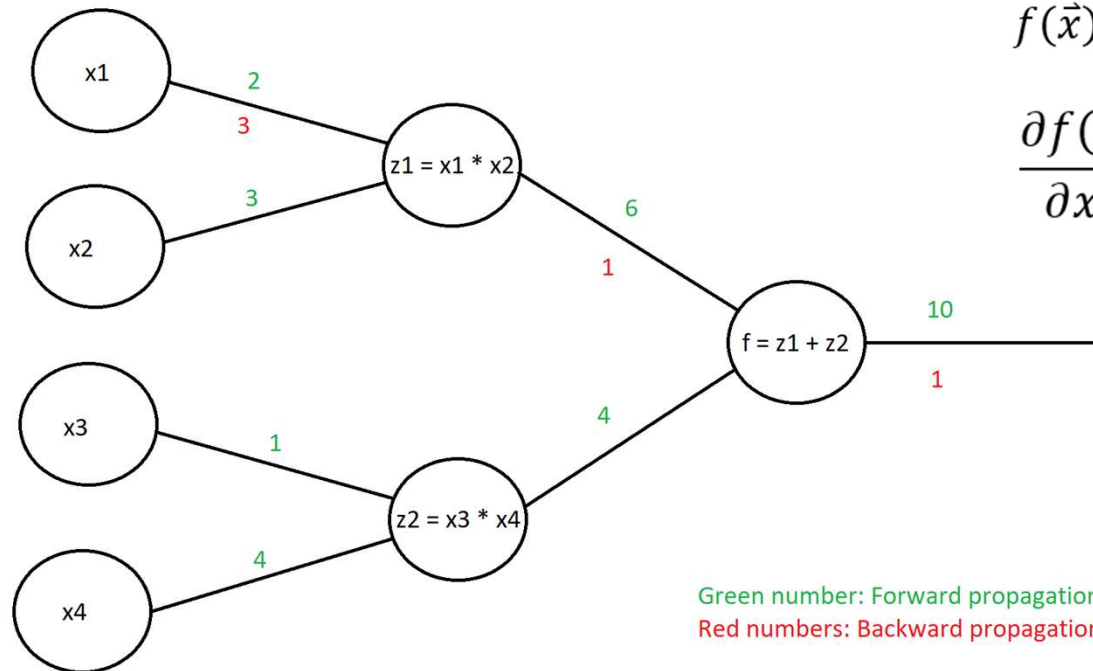 x1
2
3
z1 = x1 * x2
x2
3
6
1
f = z1 + z2
10
1
x3
1
4
z2 = x3 * x4
x4
4
f(x⃗)
∂f(
∂x
Green number: Forward propagation
Red numbers: Backward propagation